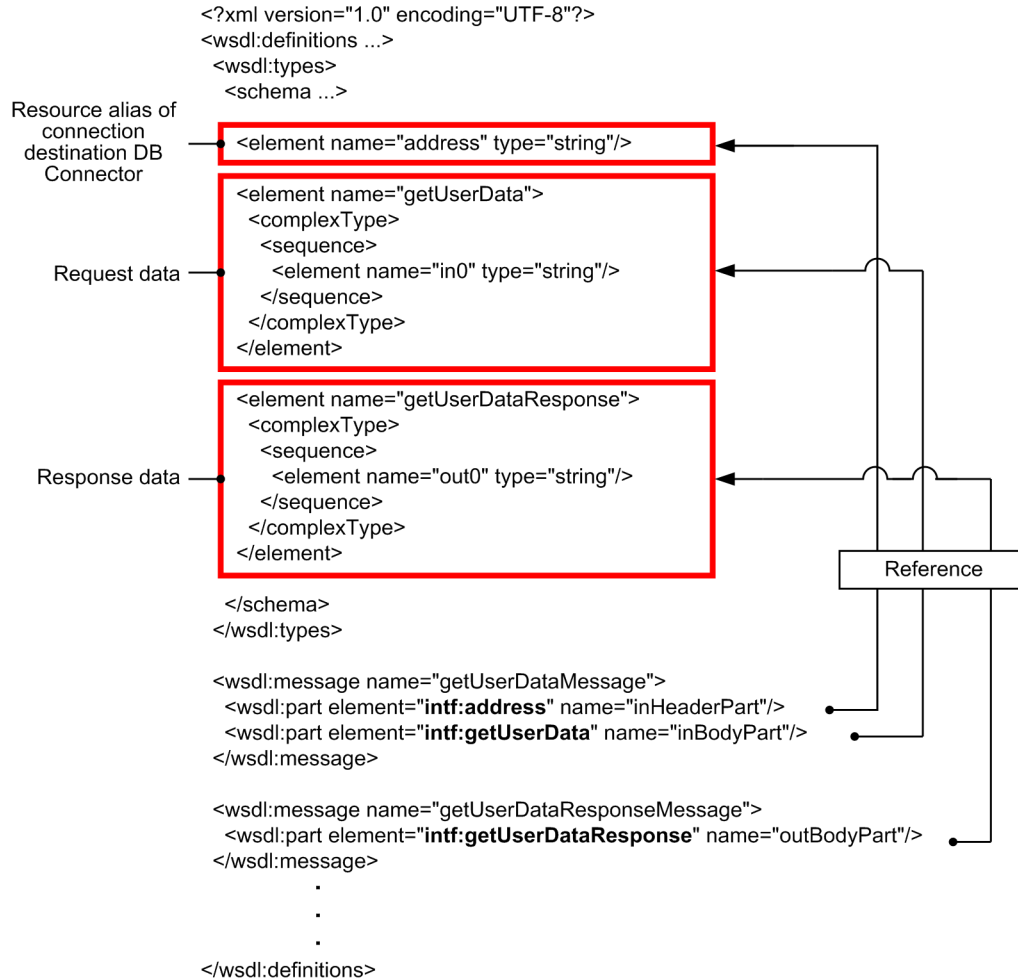 <?xml version="1.0" encoding="UTF-8"?>
<wsdl:definitions ...>
<wsdl:types>
<schema ...>
Resource alias of
connection
destination DB
Connector
<element name="address" type="string"/>
<element name="getUserData">
<complexType>
<sequence>
Request data
<element name="in0" type="string"/>
</sequence>
</complexType>
</element>
<element name="getUserDataResponse">
<complexType>
<sequence>
Response data
<element name="out0" type="string"/>
</sequence>
</complexType>
</element>
Reference
</schema>
</wsdl:types>
<wsdl:message name="getUserDataMessage">
<wsdl:part element="intf:address" name="inHeaderPart"/>
<wsdl:part element="intf:getUserData" name="inBodyPart"/>
</wsdl:message>
<wsdl:message name="getUserDataResponseMessage">
<wsdl:part element="intf:getUserDataResponse" name="outBodyPart"/>
</wsdl:message>
.
.
.
</wsdl:definitions>